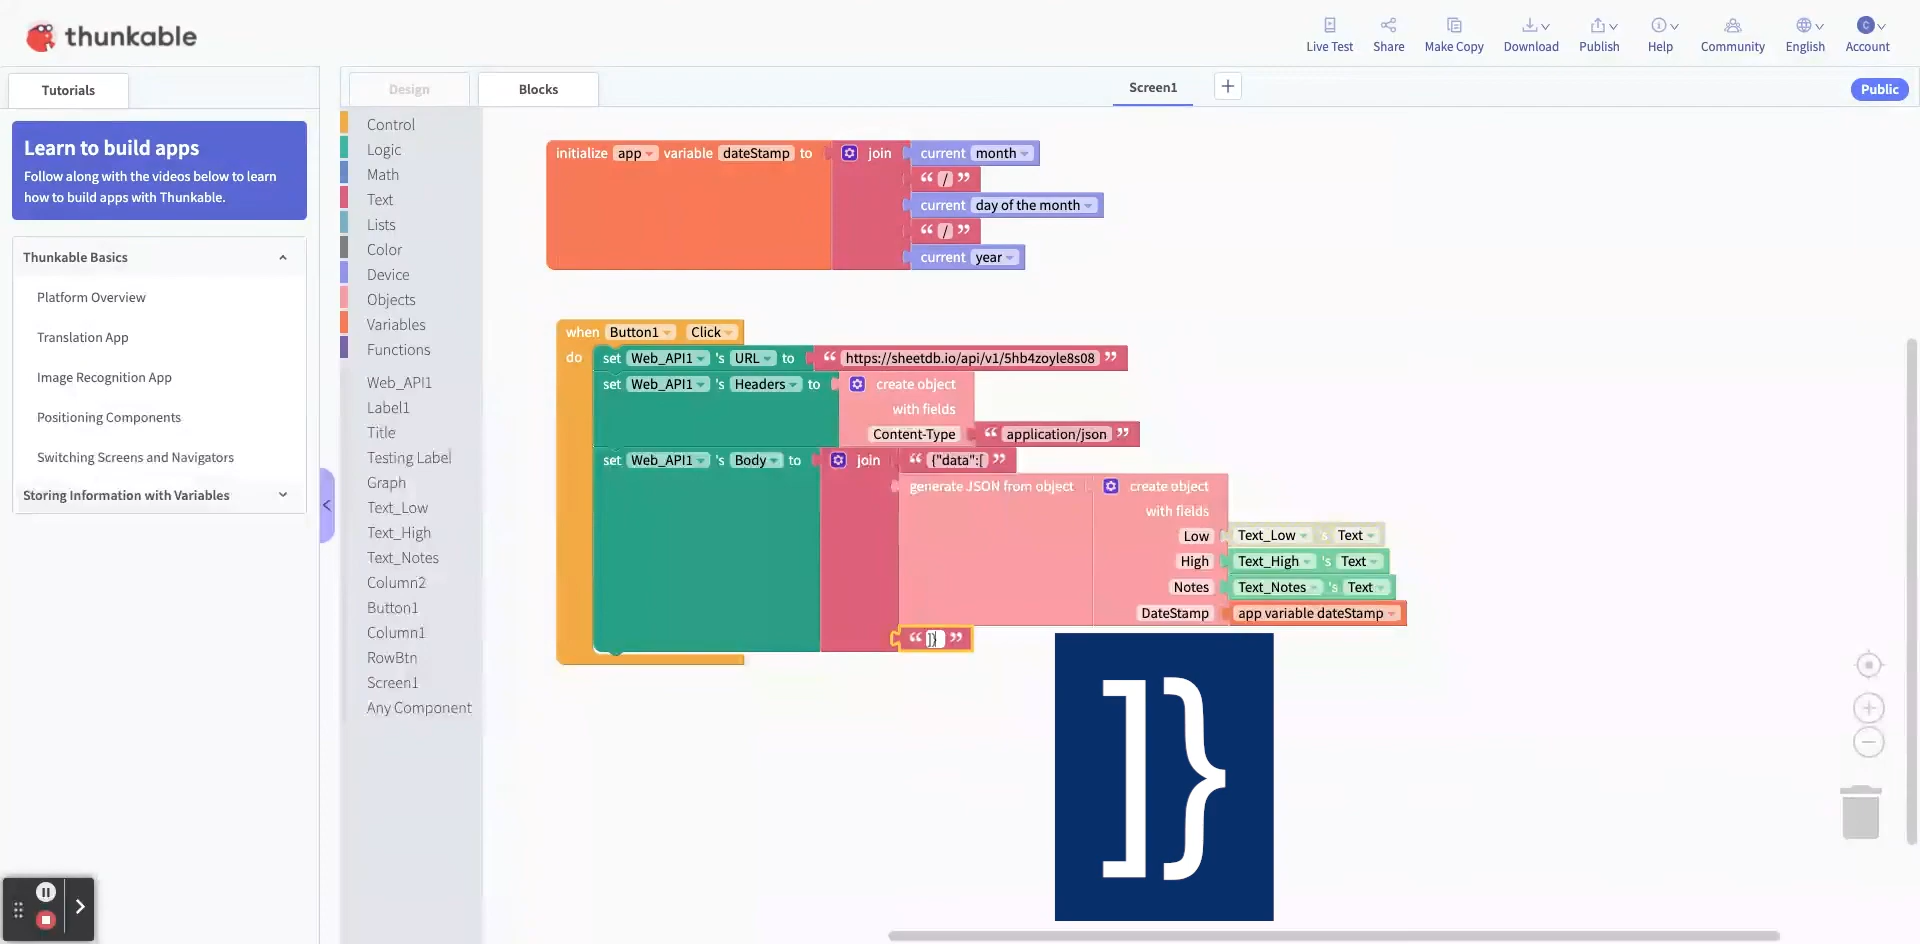 thunkable
Live Test
Share
Make Copy
Download
Publish
Help
Community
English
C
Account
Tutorials
Design
Blocks
Screen1
+
Public
Learn to build apps
Follow along with the videos below to learn
how to build apps with Thunkable.
Thunkable Basics
Platform Overview
Translation App
Image Recognition App
Positioning Components
Switching Screens and Navigators
Storing Information with Variables
Control
Logic
Math
Text
Lists
Color
Device
Objects
Variables
Functions
Web_API1
Label1
Title
Testing Label
Graph
Text_Low
Text_High
Text_Notes
Column2
Button1
Column1
RowBtn
Screen1
Any Component
initialize app variable dateStamp to join current month
“ / ”
current day of the month
“ / ”
current year
when Button1 Click
do set Web_API1 's URL to “ https://sheetdb.io/api/v1/5hb4zoyle8s08 ”
set Web_API1 's Headers to create object
with fields
Content-Type “ application/json ”
set Web_API1 's Body to join “ {"data":[ ”
generate JSON from object create object
with fields
Low Text_Low 's Text
High Text_High 's Text
Notes Text_Notes 's Text
DateStamp app variable dateStamp
“ ]} ”
]}